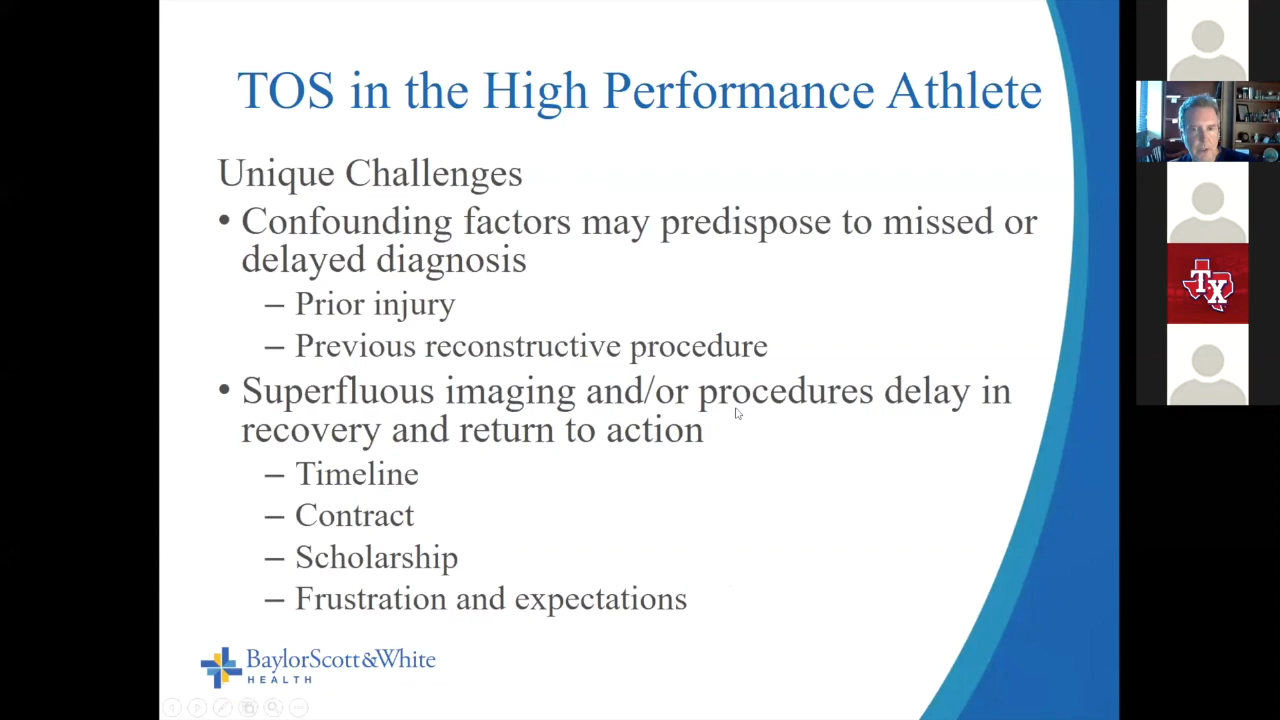 TOS in the High Performance Athlete
Unique Challenges
• Confounding factors may predispose to missed or
delayed diagnosis
– Prior injury
– Previous reconstructive procedure
• Superfluous imaging and/or procedures delay in
recovery and return to action
– Timeline
– Contract
– Scholarship
– Frustration and expectations
BaylorScott&White
HEALTH
TX